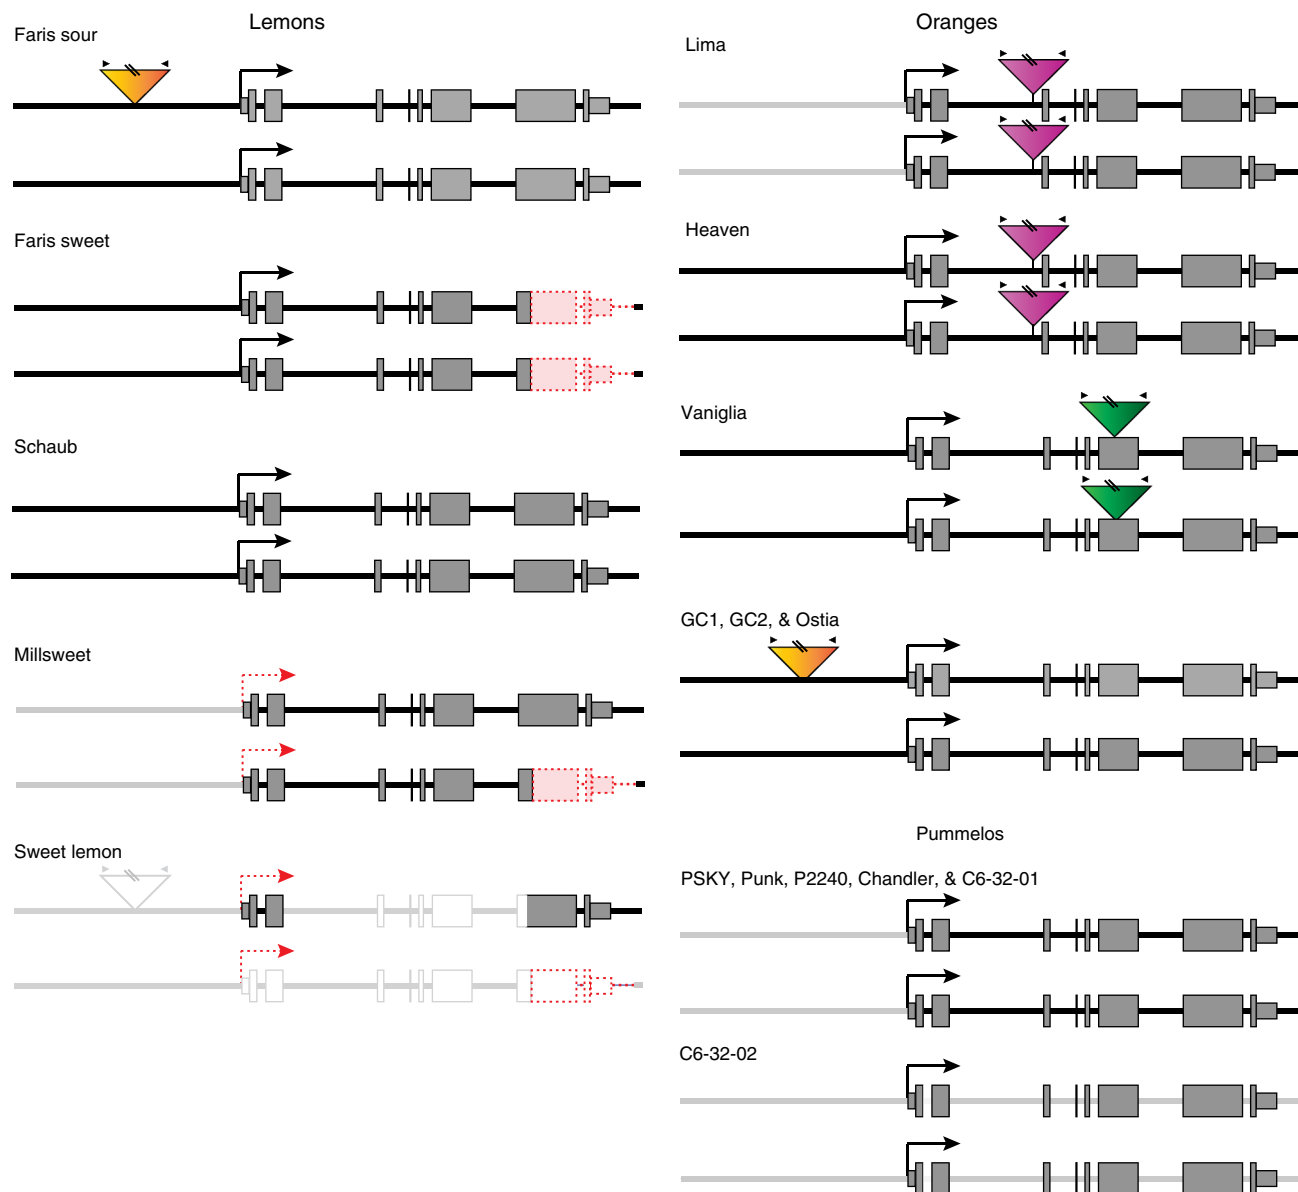 Lemons
Faris sour
Faris sweet
Schaub
Millsweet
Sweet lemon
Oranges
Lima
Heaven
Vaniglia
GC1, GC2, & Ostia
Pummelos
PSKY, Punk, P2240, Chandler, & C6-32-01
C6-32-02